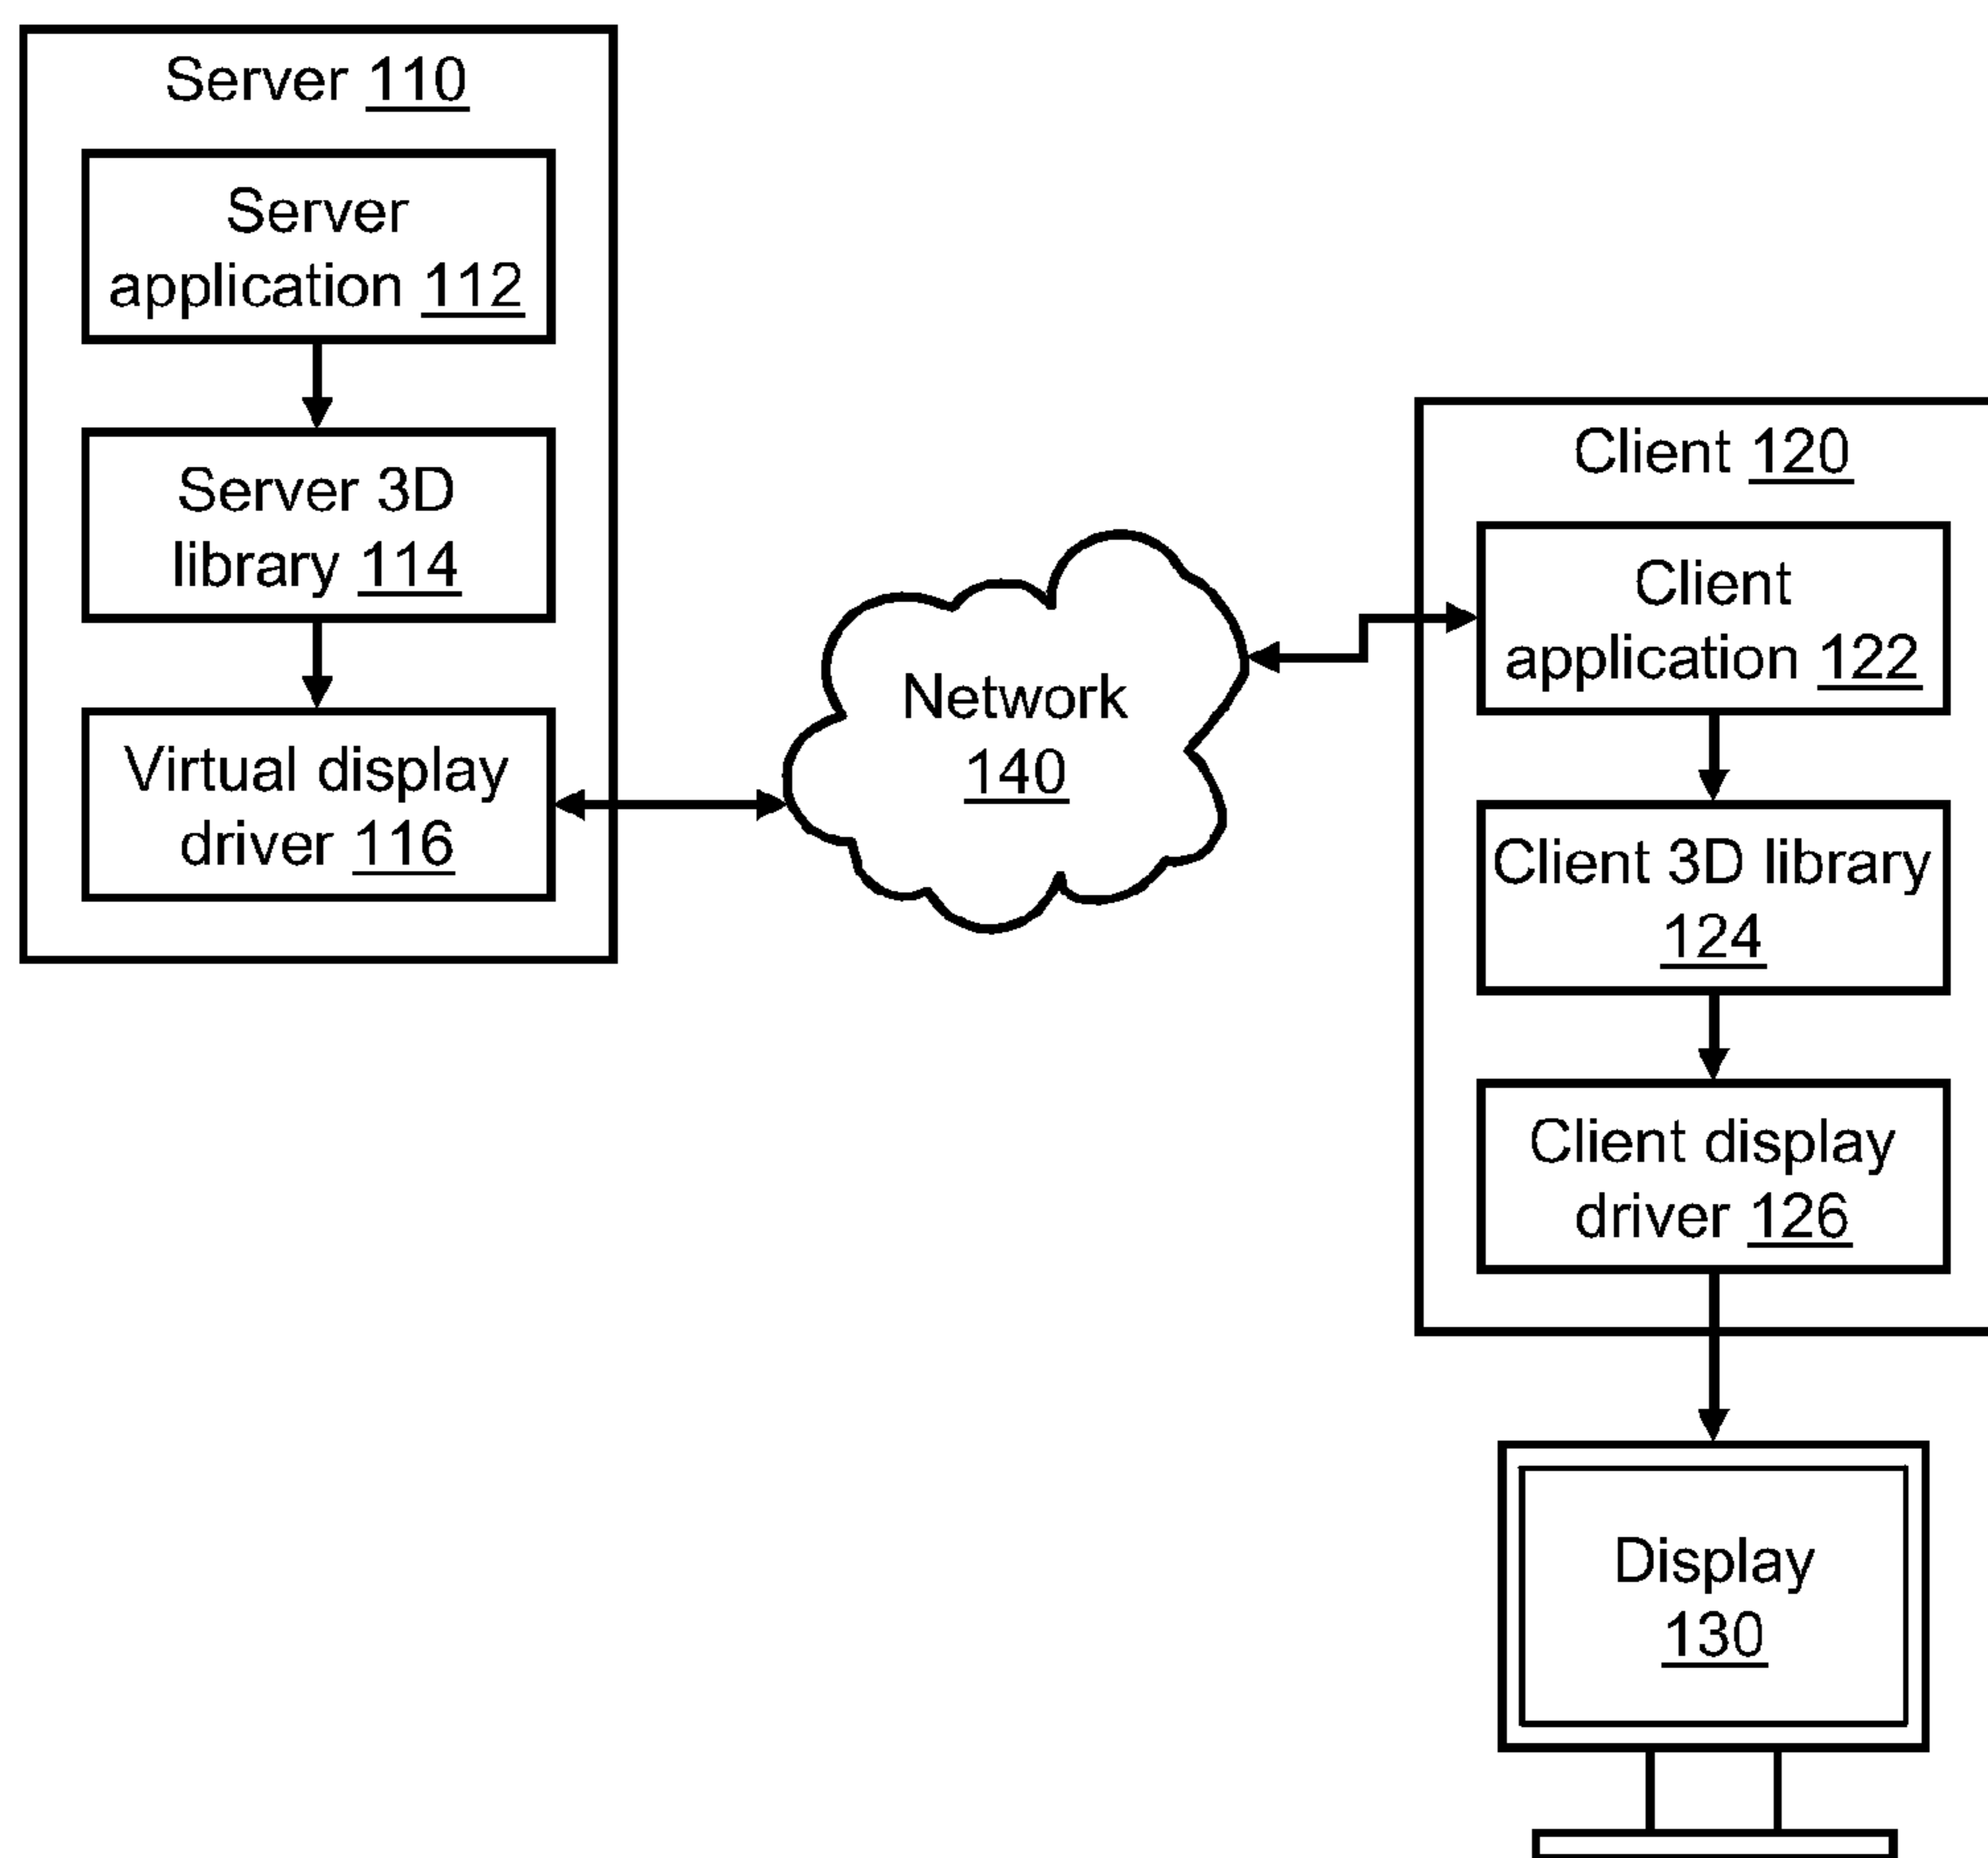 Server 110
Server
application 112
Server 3D
library 114
Virtual display
driver 116
Network
140
Client 120
Client
application 122
Client 3D library
124
Client display
driver 126
Display
130